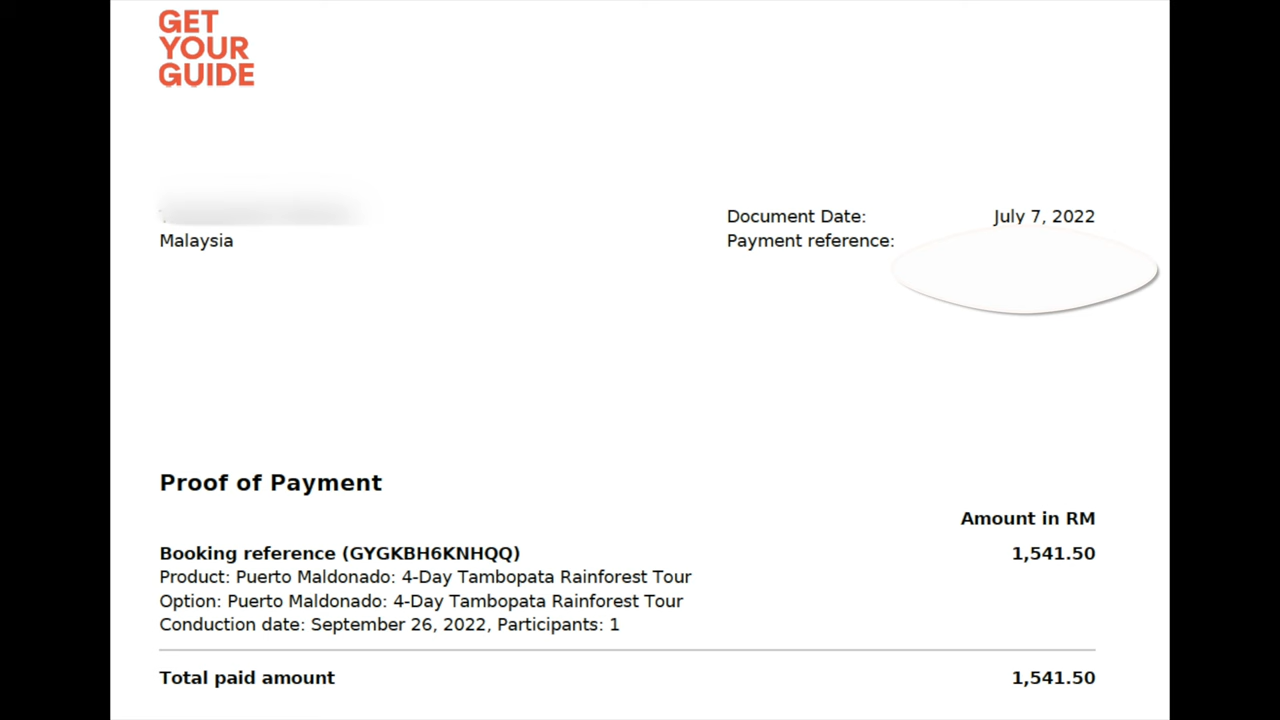 GET
YOUR
GUIDE
Malaysia
Document Date: July 7, 2022
Payment reference:
Proof of Payment
Amount in RM
Booking reference (GYGKBH6KNHQQ) 1,541.50
Product: Puerto Maldonado: 4-Day Tambopata Rainforest Tour
Option: Puerto Maldonado: 4-Day Tambopata Rainforest Tour
Conduction date: September 26, 2022, Participants: 1
Total paid amount 1,541.50